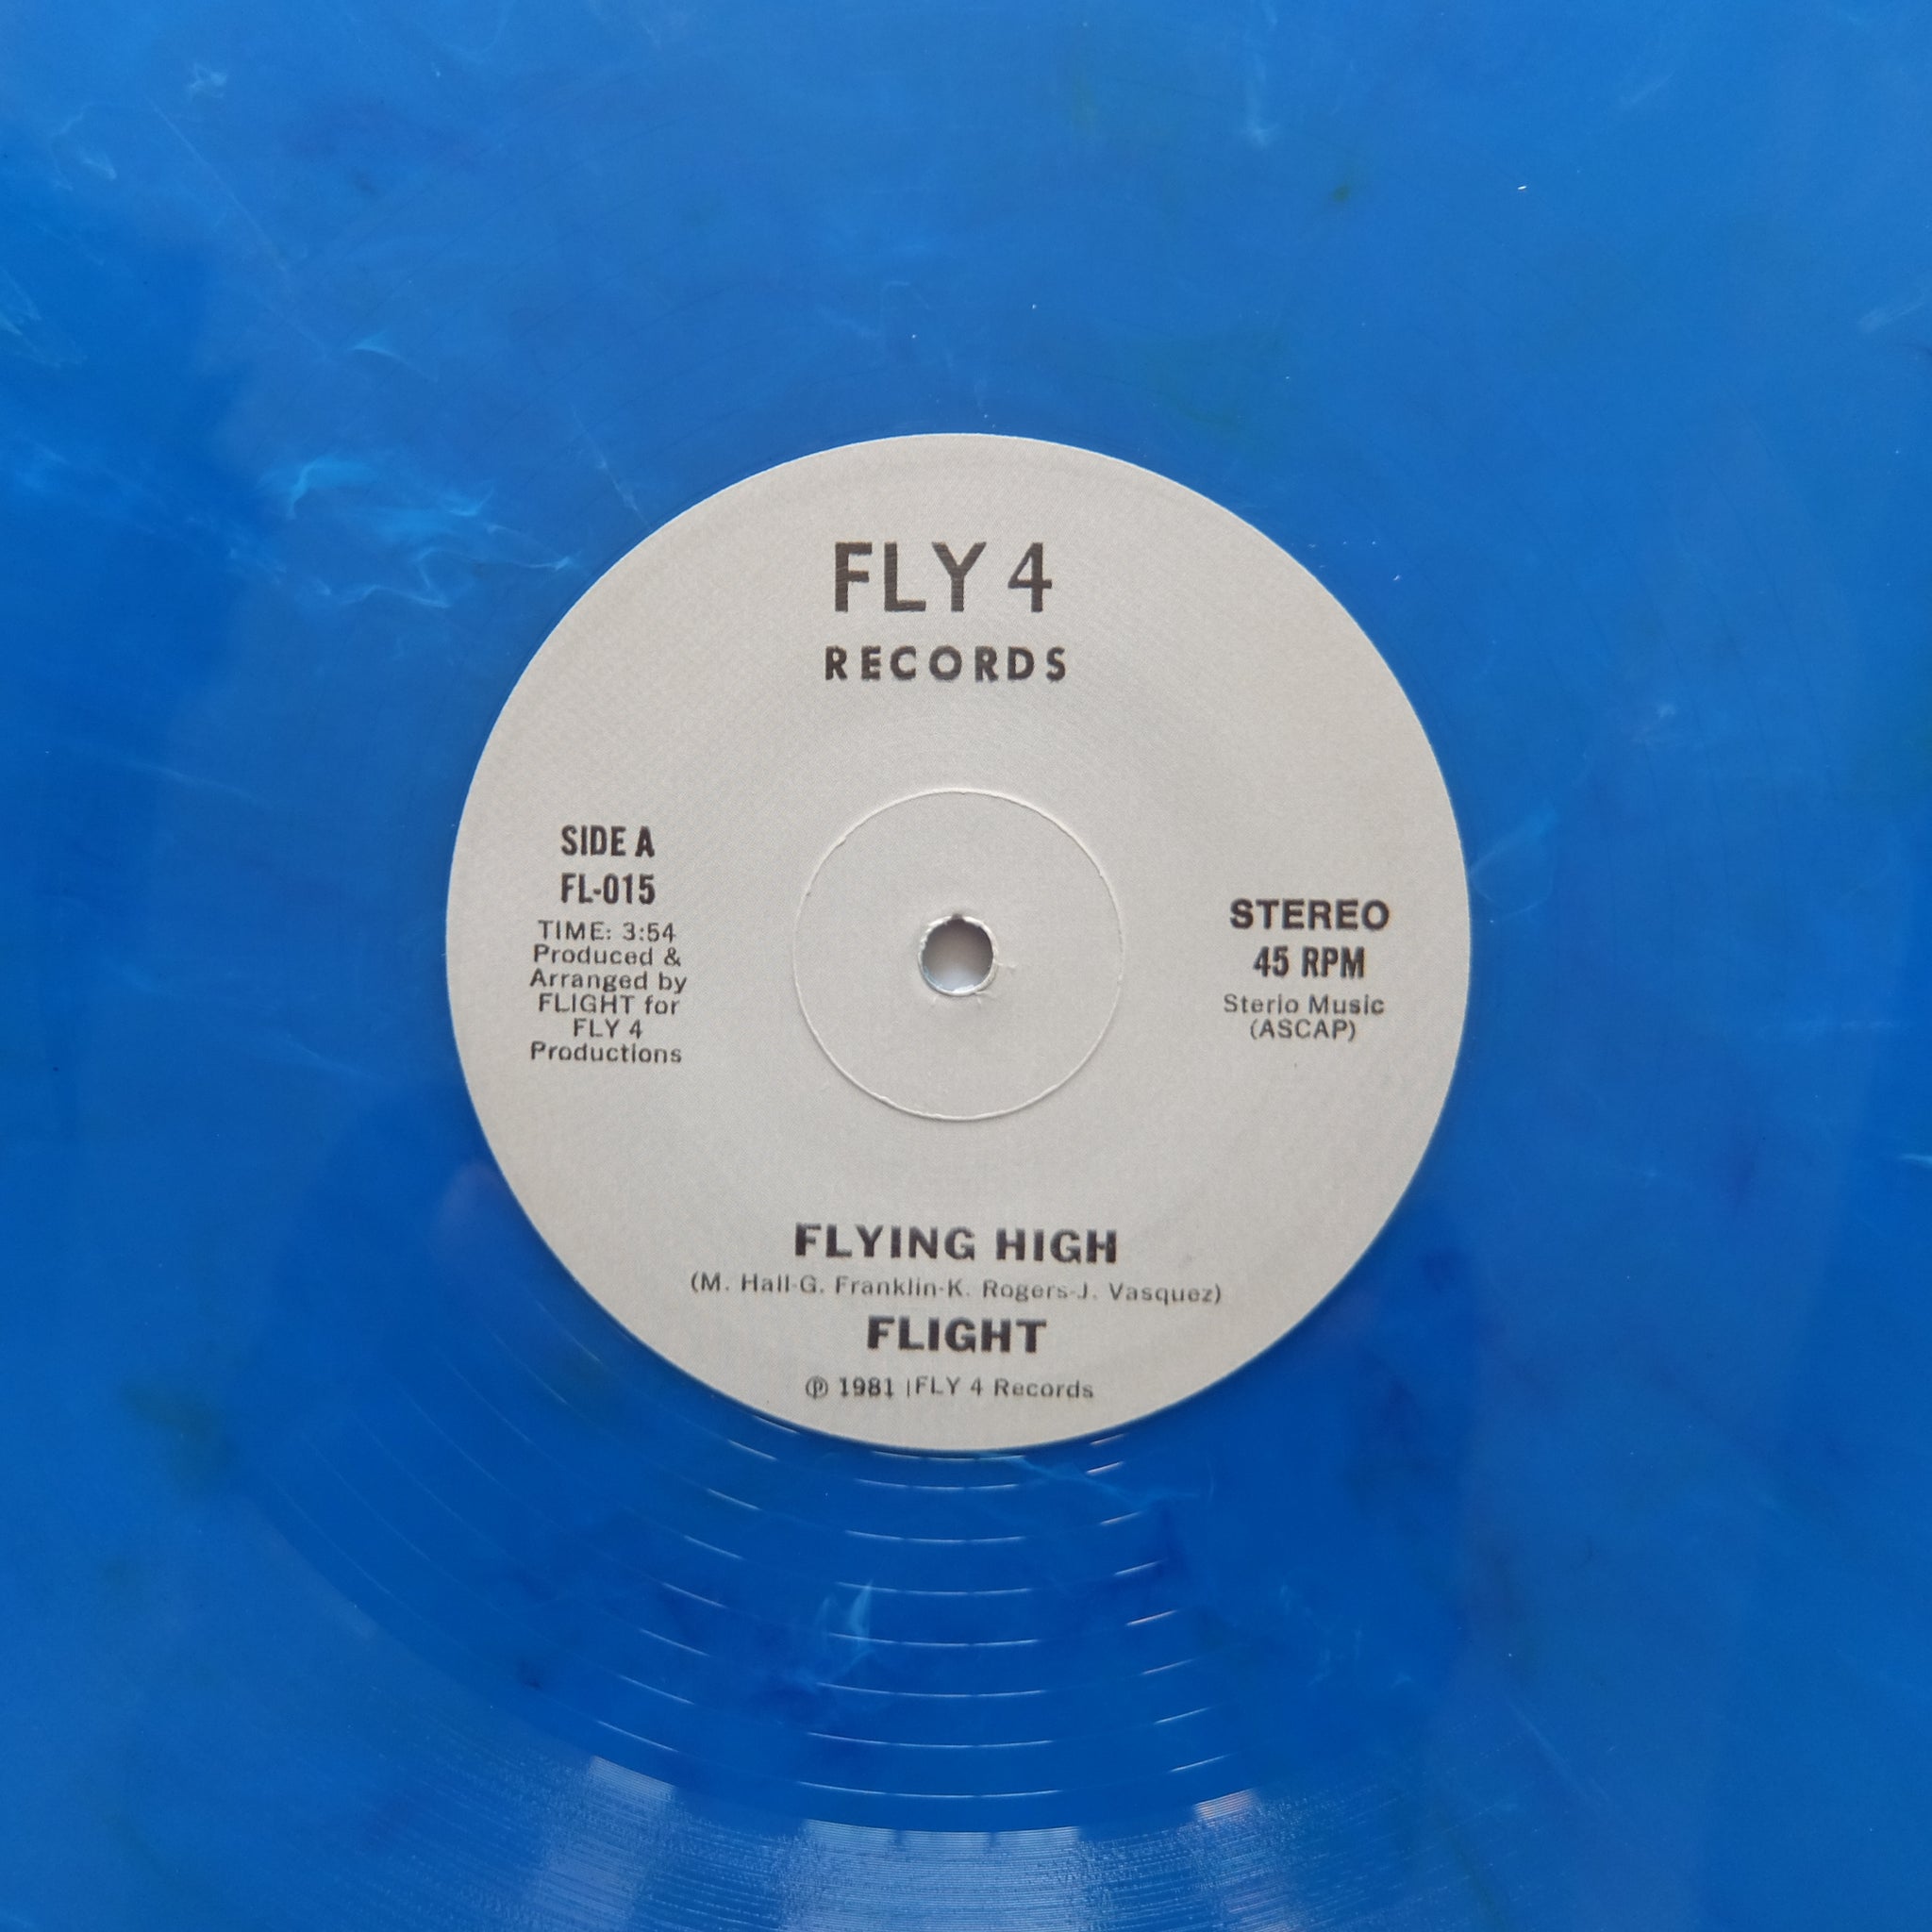 FLY 4
RECORDS
SIDE A
FL-015
TIME: 3:54
Produced &
Arranged by
FLIGHT for
FLY 4
Productions
STEREO
45 RPM
Sterio Music
(ASCAP)
FLYING HIGH
(M. Hall-G. Franklin-K. Rogers-J. Vasquez)
FLIGHT
℗ 1981 | FLY 4 Records